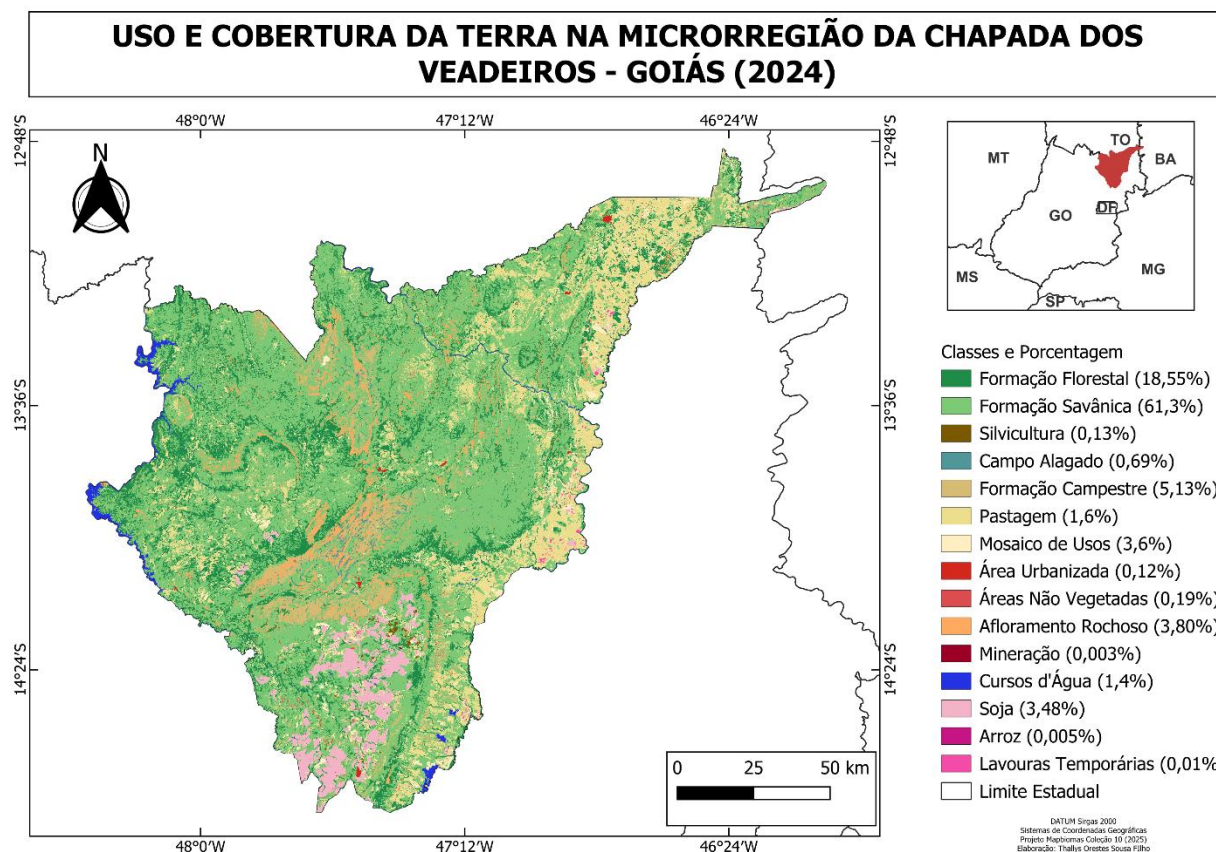 USO E COBERTURA DA TERRA NA MICRORREGIÃO DA CHAPADA DOS
VEADEIROS - GOIÁS (2024)
48°0'W 47°12'W 46°24'W
12°48'S 12°48'S
N
13°36'S 13°36'S
14°24'S 14°24'S
0 25 50 km
48°0'W 47°12'W 46°24'W
TO
MT BA
DF
GO
MS MG
SP
Classes e Porcentagem
Formação Florestal (18,55%)
Formação Savânica (61,3%)
Silvicultura (0,13%)
Campo Alagado (0,69%)
Formação Campestre (5,13%)
Pastagem (1,6%)
Mosaico de Usos (3,6%)
Área Urbanizada (0,12%)
Áreas Não Vegetadas (0,19%)
Afloramento Rochoso (3,80%)
Mineração (0,003%)
Cursos d'Água (1,4%)
Soja (3,48%)
Arroz (0,005%)
Lavouras Temporárias (0,01%
Limite Estadual
DATUM Sirgas 2000
Sistemas de Coordenadas Geográficas
Projeto Mapbiomas Coleção 10 (2025)
Elaboração: Thallys Orestes Sousa Filho